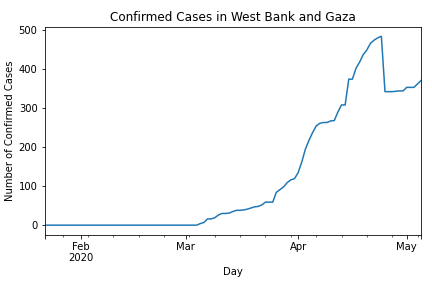 Confirmed Cases in West Bank and Gaza
500
400
300
200
100
0
Number of Confirmed Cases
Feb
2020
Mar
Apr
May
Day